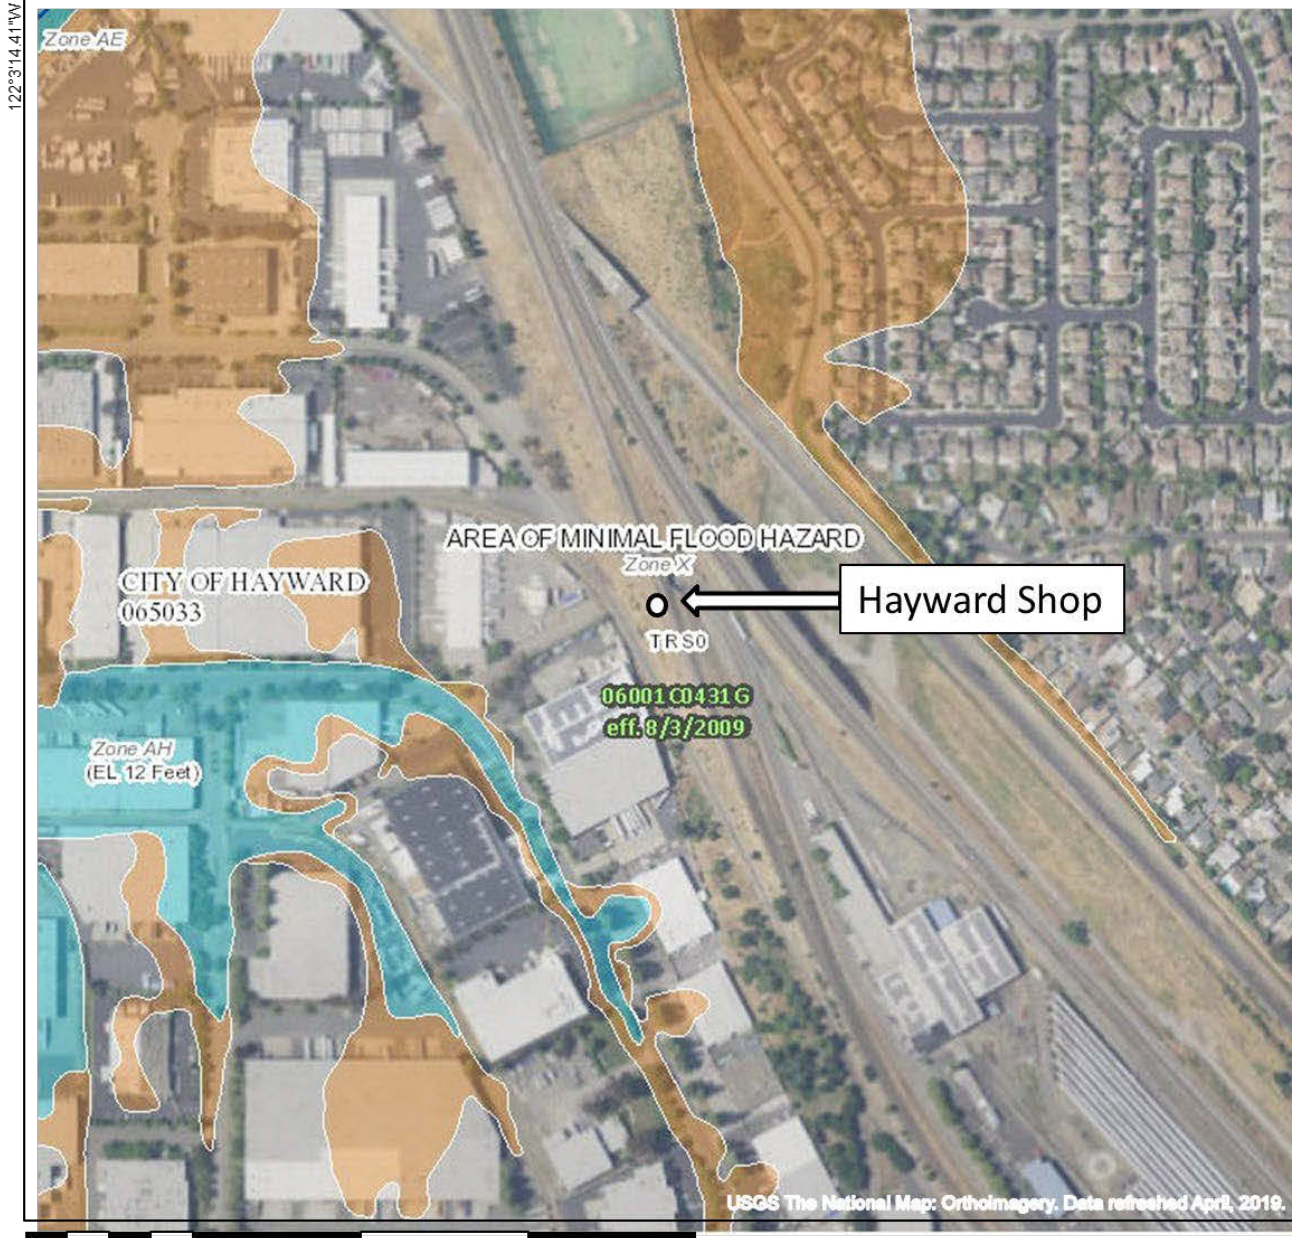 122°3'14.41"W
Zone AE
AREA OF MINIMAL FLOOD HAZARD
Zone X
CITY OF HAYWARD
065033
Hayward Shop
TRS0
06001C0431G
eff. 8/3/2009
Zone AH
(EL 12 Feet)
USGS The National Map: Orthoimagery. Data refreshed April, 2019.